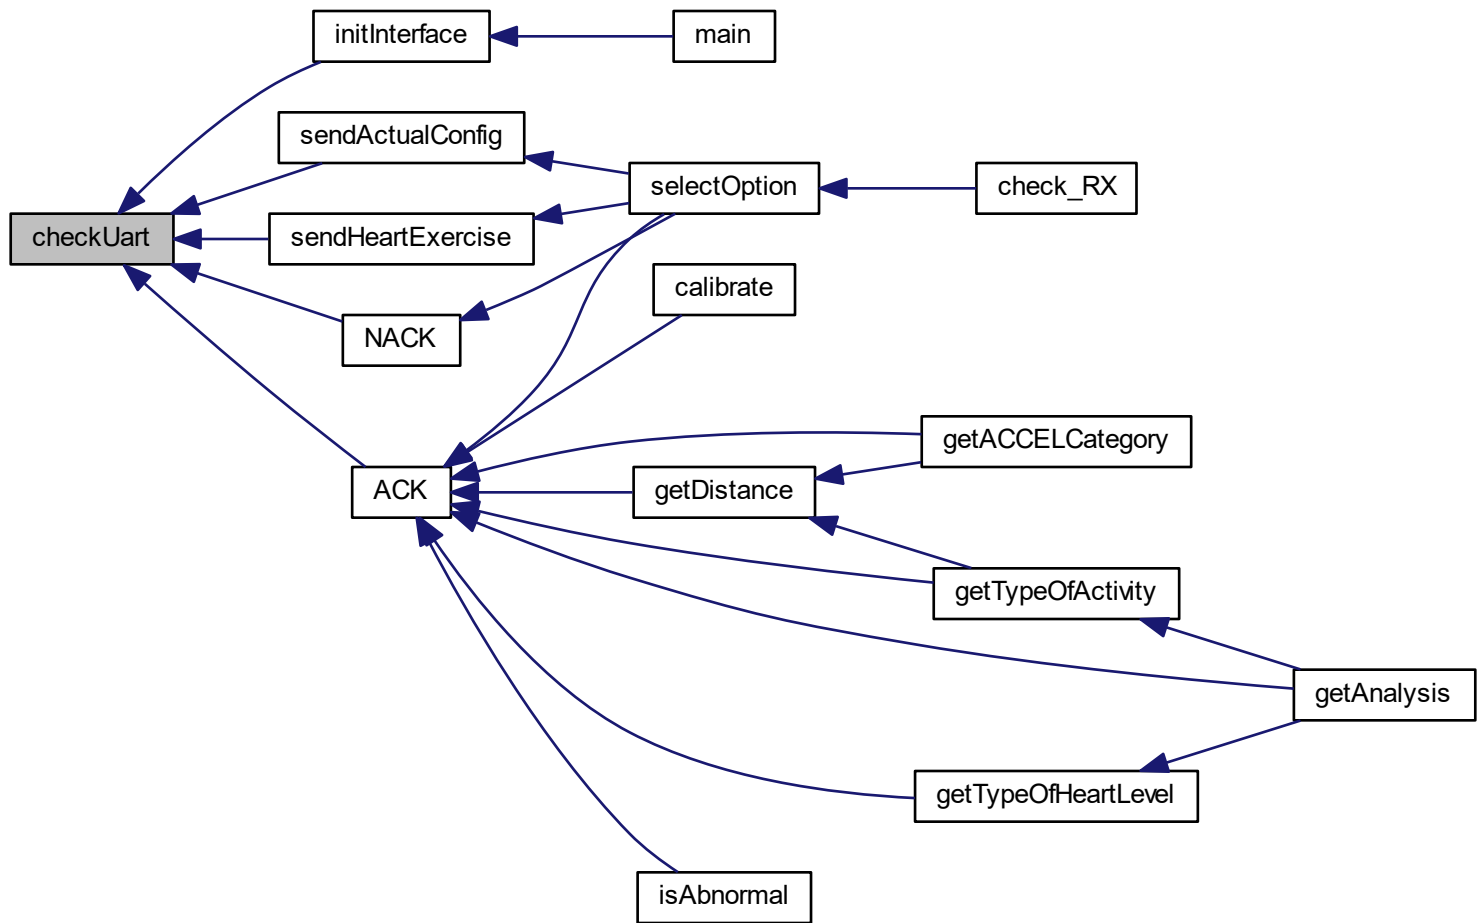 initInterface
main
sendActualConfig
selectOption
check_RX
checkUart
sendHeartExercise
calibrate
NACK
getACCELCategory
ACK
getDistance
getTypeOfActivity
getAnalysis
getTypeOfHeartLevel
isAbnormal